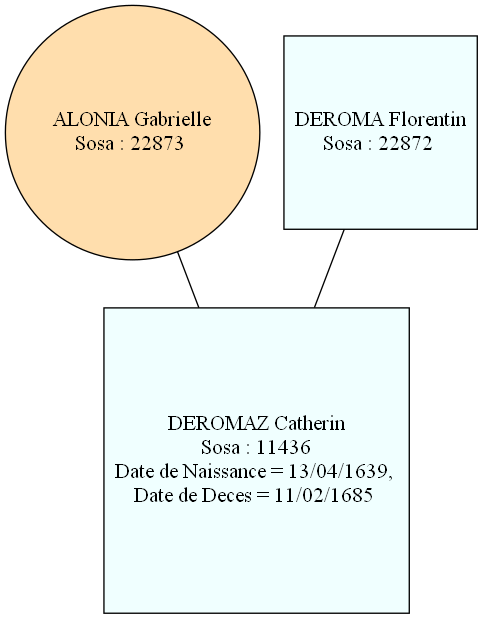 ALONIA Gabrielle
Sosa : 22873
DEROMA Florentin
Sosa : 22872
DEROMAZ Catherin
Sosa : 11436
Date de Naissance = 13/04/1639,
Date de Deces = 11/02/1685